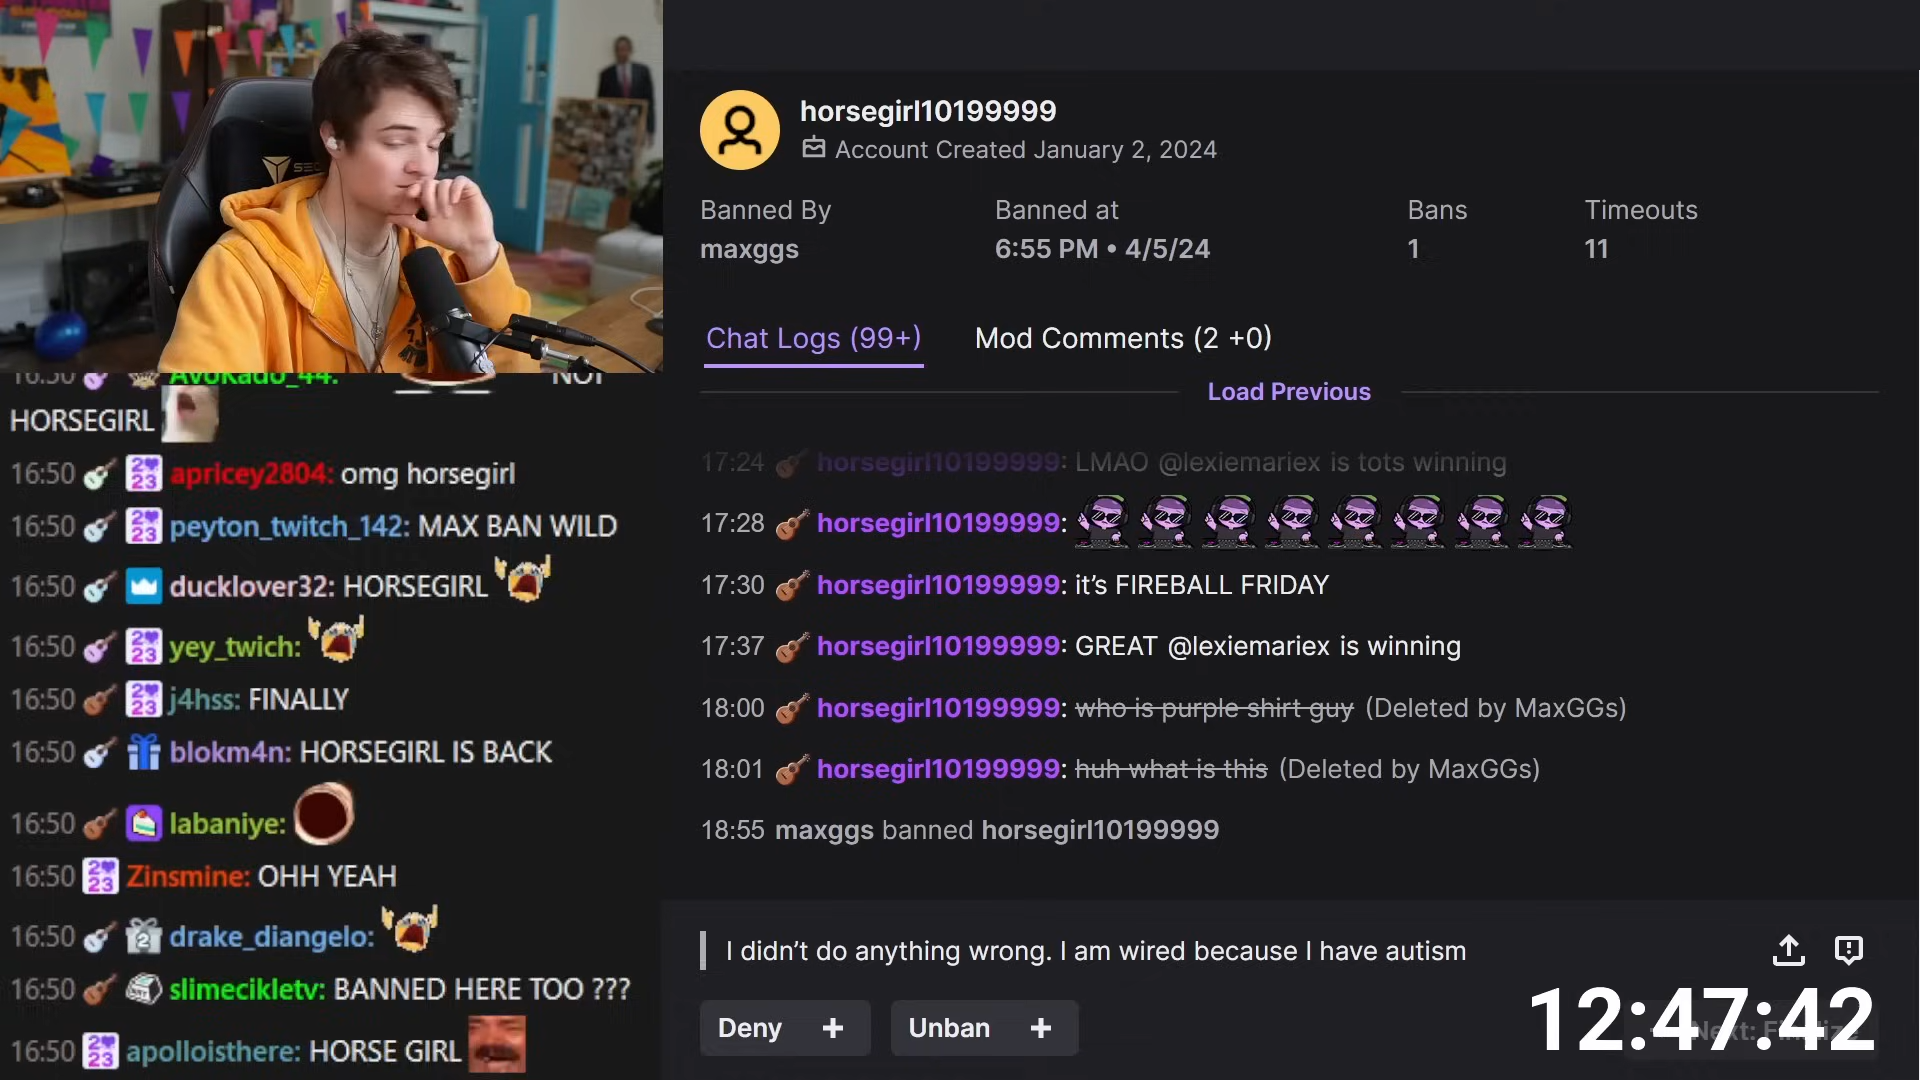 horsegirl10199999
Account Created January 2, 2024
Banned By
maxggs
Banned at
6:55 PM • 4/5/24
Bans
1
Timeouts
11
Chat Logs (99+)
Mod Comments (2 +0)
Load Previous
17:24 horsegirl10199999: LMAO @lexiemariex is tots winning
17:28 horsegirl10199999:
17:30 horsegirl10199999: it’s FIREBALL FRIDAY
17:37 horsegirl10199999: GREAT @lexiemariex is winning
18:00 horsegirl10199999: who is purple shirt guy (Deleted by MaxGGs)
18:01 horsegirl10199999: huh what is this (Deleted by MaxGGs)
18:55 maxggs banned horsegirl10199999
I didn’t do anything wrong. I am wired because I have autism
Deny +
Unban +
12:47:42
16:50 Avokado_44: NOT
HORSEGIRL
16:50 apricey2804: omg horsegirl
16:50 peyton_twitch_142: MAX BAN WILD
16:50 ducklover32: HORSEGIRL
16:50 yey_twich:
16:50 j4hss: FINALLY
16:50 blokm4n: HORSEGIRL IS BACK
16:50 labaniye:
16:50 Zinsmine: OHH YEAH
16:50 drake_diangelo:
16:50 slimecikletv: BANNED HERE TOO ???
16:50 apolloisthere: HORSE GIRL